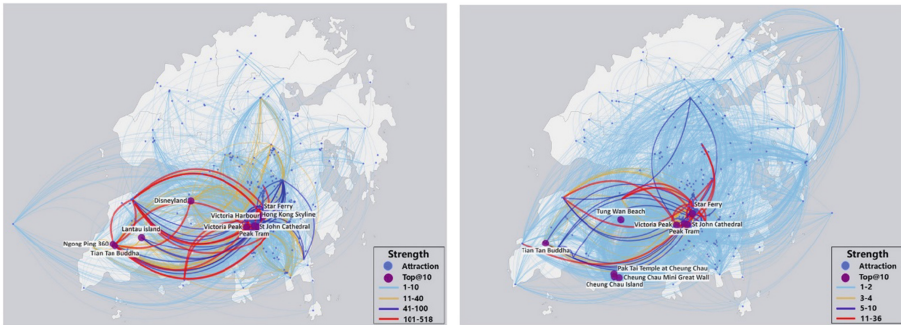 Disneyland
Star Ferry
Victoria Harbour
Hong Kong Scyline
Lantau island
Victoria Peak
St John Cathedral
Peak Tram
Ngong Ping 360
Tian Tan Buddha
Strength
Attraction
Top@10
1-10
11-40
41-100
101-518
Star Ferry
Tung Wan Beach
Victoria Peak
St John Cathedral
Peak Tram
Tian Tan Buddha
Pak Tai Temple at Cheung Chau
Cheung Chau Mini Great Wall
Cheung Chau Island
Strength
Attraction
Top@10
1-2
3-4
5-10
11-36